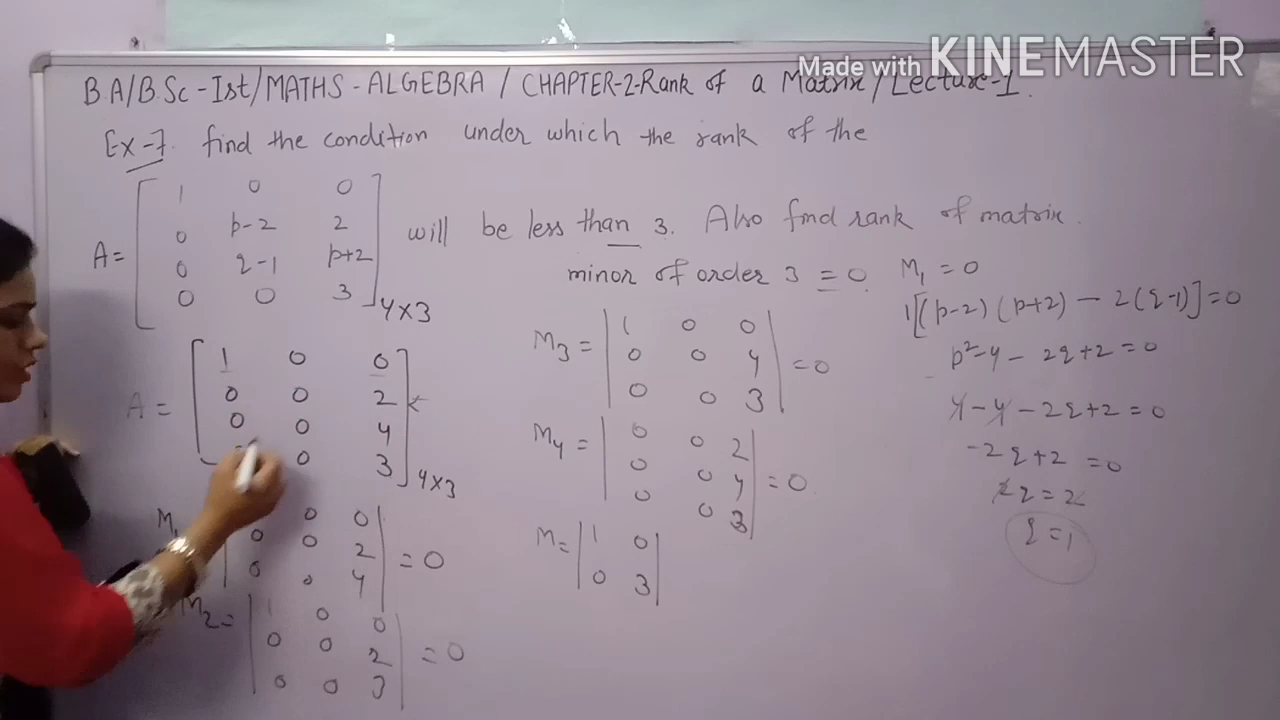 Made with KINEMASTER
B.A/B.Sc - Ist/MATHS - ALGEBRA / CHAPTER-2-Rank of a Matrix / Lecture-1.
Ex-7. find the condition under which the rank of the
A = [ 1 0 0
0 p-2 2
0 q-1 p+2
0 0 3 ] 4×3
will be less than 3. Also find rank of matrix.
minor of order 3 = 0.
A = [ 1 0 0
0 0 2
0 0 4
0 3 ] 4×3
M1
0 0
0 0 2
0 0 4 | = 0
M2 = | 1 0 0
0 0 2
0 0 3 | = 0
M3 = | 1 0 0
0 0 4
0 0 3 | = 0
M4 = | 0 0 2
0 0 4
0 0 3 | = 0
M = | 1 0
0 3 |
M1 = 0
1[(p-2)(p+2) - 2(q-1)] = 0
p²-4 - 2q+2 = 0
4-4-2q+2 = 0
-2q+2 = 0
2q = 2
q = 1